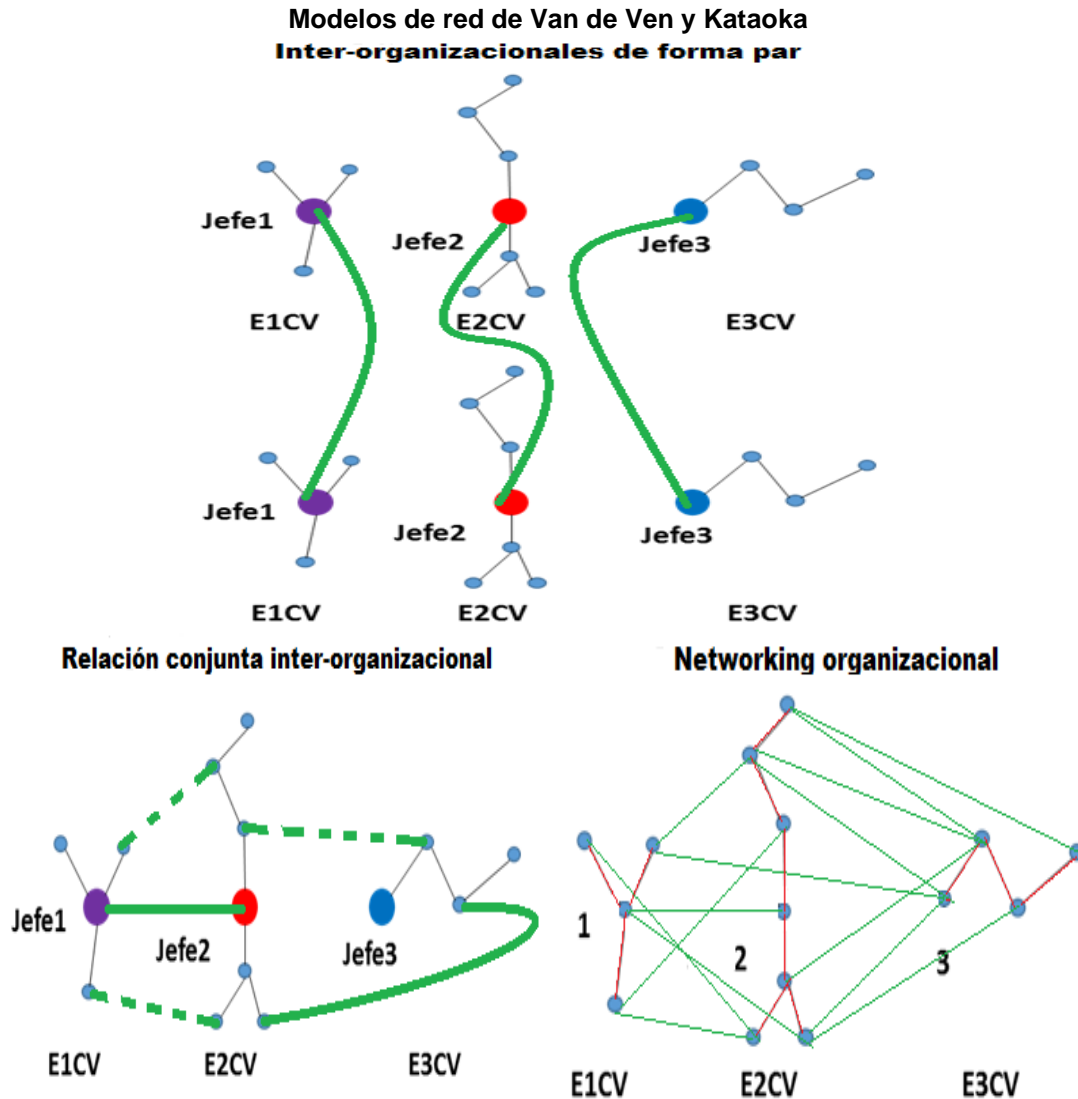 Modelos de red de Van de Ven y Kataoka
Inter-organizacionales de forma par
Jefe1
Jefe2
Jefe3
E1CV
E2CV
E3CV
Jefe1
Jefe2
Jefe3
E1CV
E2CV
E3CV
Relación conjunta inter-organizacional
Networking organizacional
Jefe1
Jefe2
Jefe3
1
2
3
E1CV
E2CV
E3CV
E1CV
E2CV
E3CV